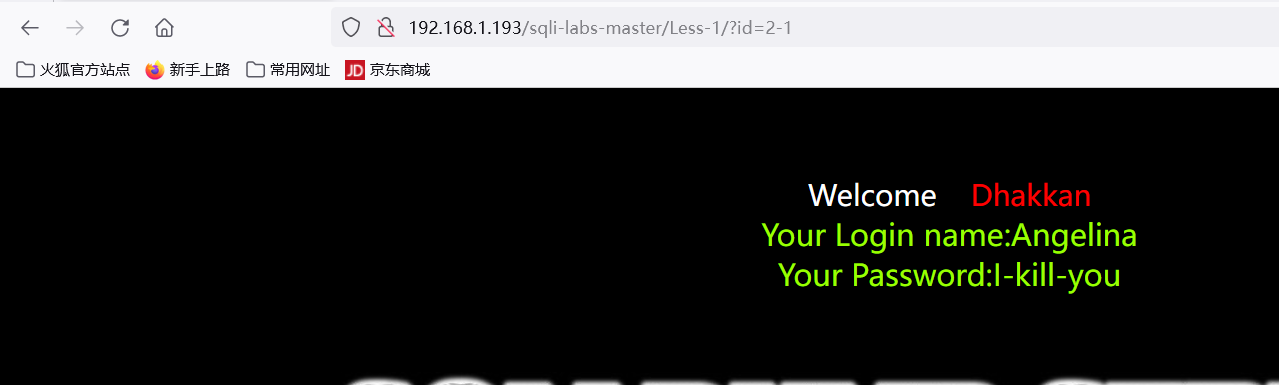 192.168.1.193/sqli-labs-master/Less-1/?id=2-1
火狐官方站点 新手上路 常用网址 JD 京东商城
Welcome Dhakkan
Your Login name:Angelina
Your Password:I-kill-you